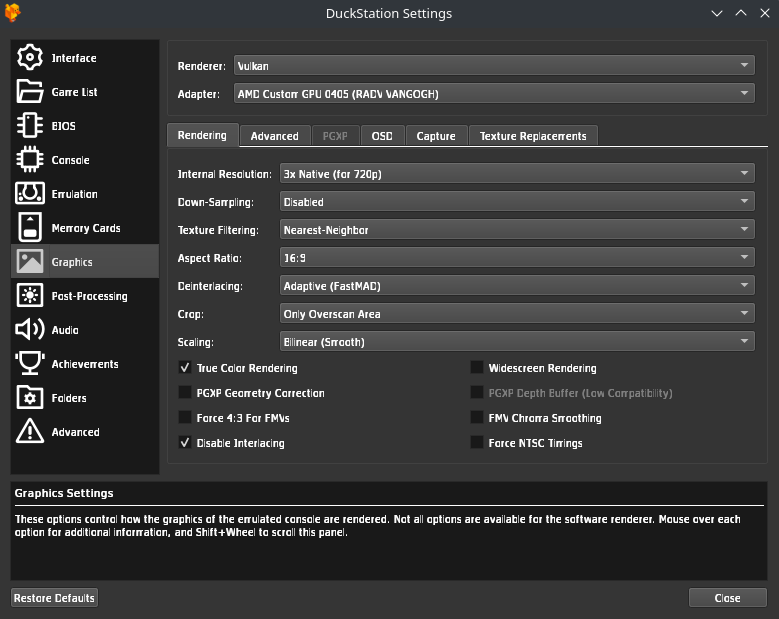 DuckStation Settings
Interface
Game List
BIOS
Console
Emulation
Memory Cards
Graphics
Post-Processing
Audio
Achievements
Folders
Advanced
Renderer: Vulkan
Adapter: AMD Custom GPU 0405 (RADV VANGOGH)
Rendering Advanced PGXP OSD Capture Texture Replacements
Internal Resolution: 3x Native (for 720p)
Down-Sampling: Disabled
Texture Filtering: Nearest-Neighbor
Aspect Ratio: 16:9
Deinterlacing: Adaptive (FastMAD)
Crop: Only Overscan Area
Scaling: Bilinear (Smooth)
True Color Rendering Widescreen Rendering
PGXP Geometry Correction PGXP Depth Buffer (Low Compatibility)
Force 4:3 For FMVs FMV Chroma Smoothing
Disable Interlacing Force NTSC Timings
Graphics Settings
These options control how the graphics of the emulated console are rendered. Not all options are available for the software renderer. Mouse over each
option for additional information, and Shift+Wheel to scroll this panel.
Restore Defaults Close